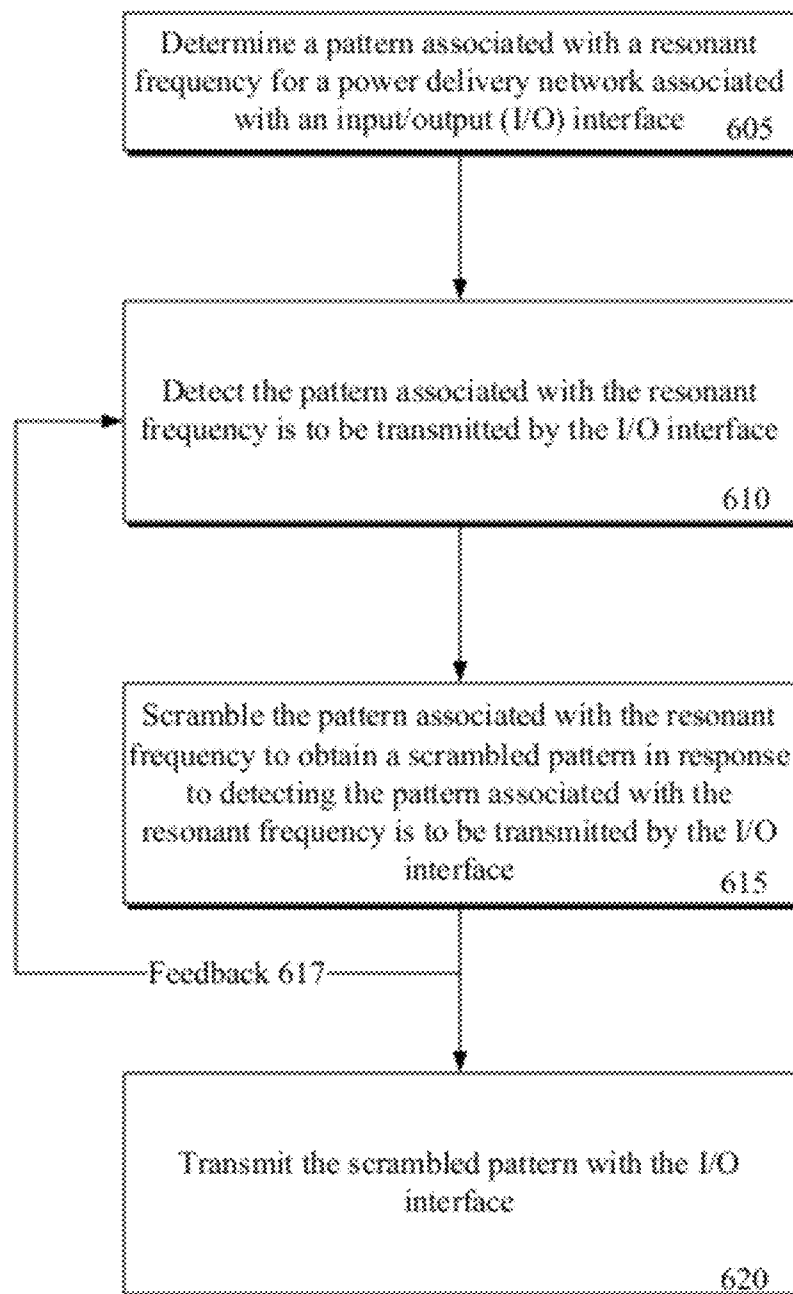 Determine a pattern associated with a resonant
frequency for a power delivery network associated
with an input/output (I/O) interface
605
Detect the pattern associated with the resonant
frequency is to be transmitted by the I/O interface
610
Scramble the pattern associated with the resonant
frequency to obtain a scrambled pattern in response
to detecting the pattern associated with the
resonant frequency is to be transmitted by the I/O
interface
615
Feedback 617
Transmit the scrambled pattern with the I/O
interface
620